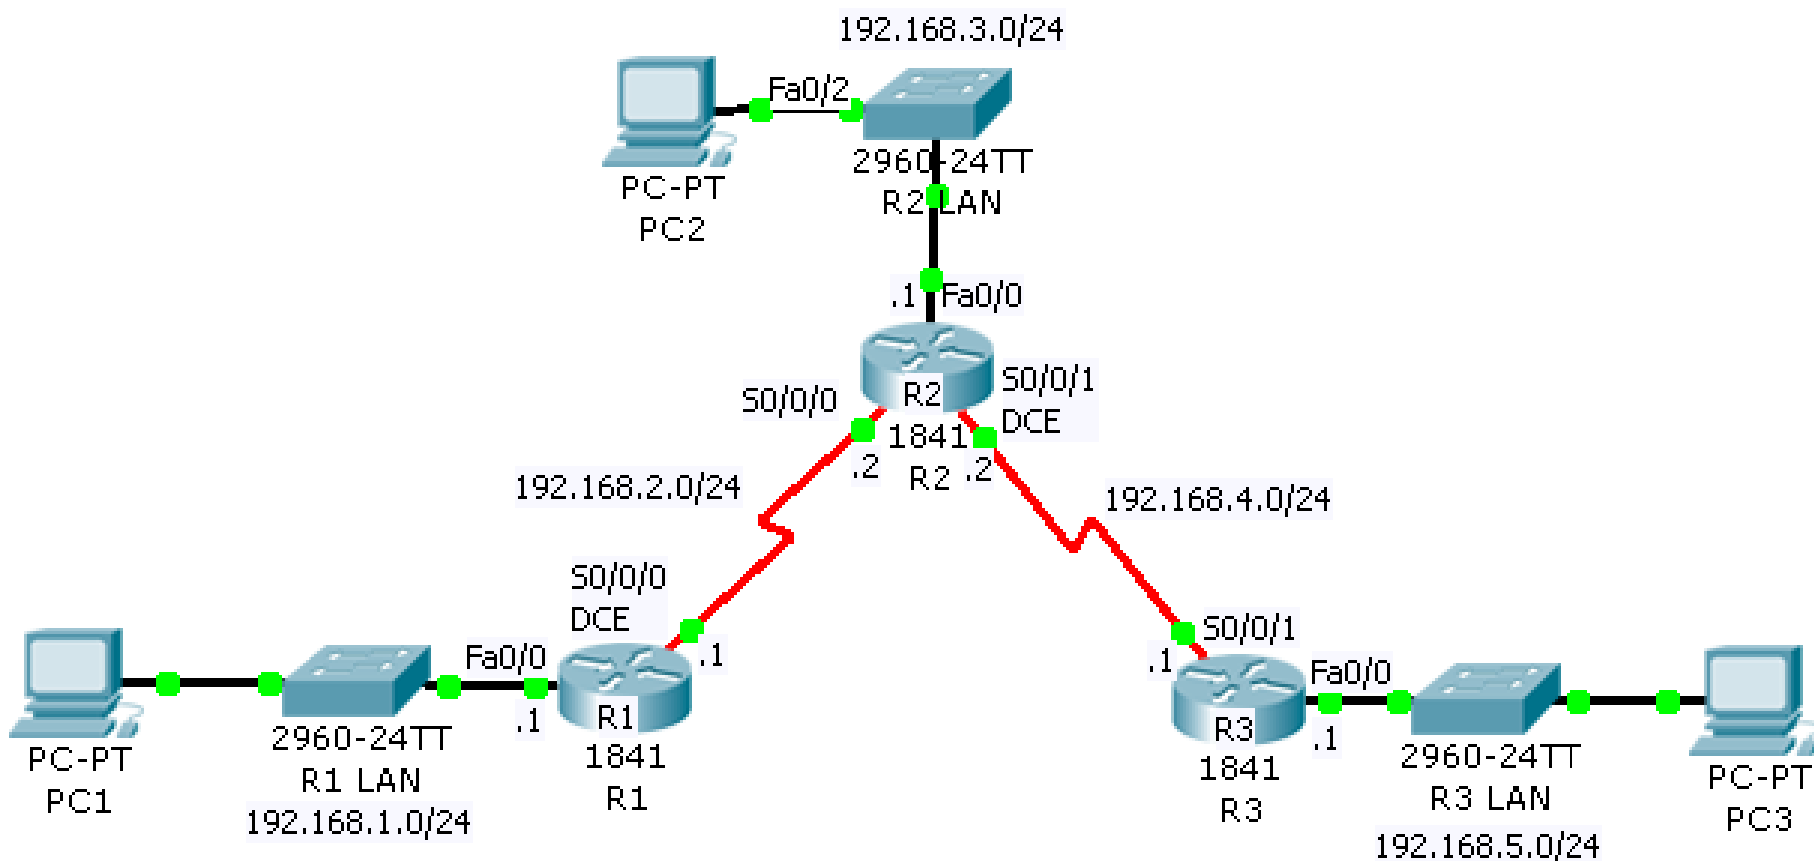 192.168.3.0/24
Fa0/2
2960-24TT
R2 LAN
PC-PT
PC2
.1 Fa0/0
R2
S0/0/1
DCE
S0/0/0
1841
R2
.2
.2
192.168.2.0/24
192.168.4.0/24
S0/0/0
DCE
.1
Fa0/0
.1
R1
1841
R1
2960-24TT
R1 LAN
192.168.1.0/24
PC-PT
PC1
S0/0/1
.1
Fa0/0
.1
R3
1841
R3
2960-24TT
R3 LAN
192.168.5.0/24
PC-PT
PC3